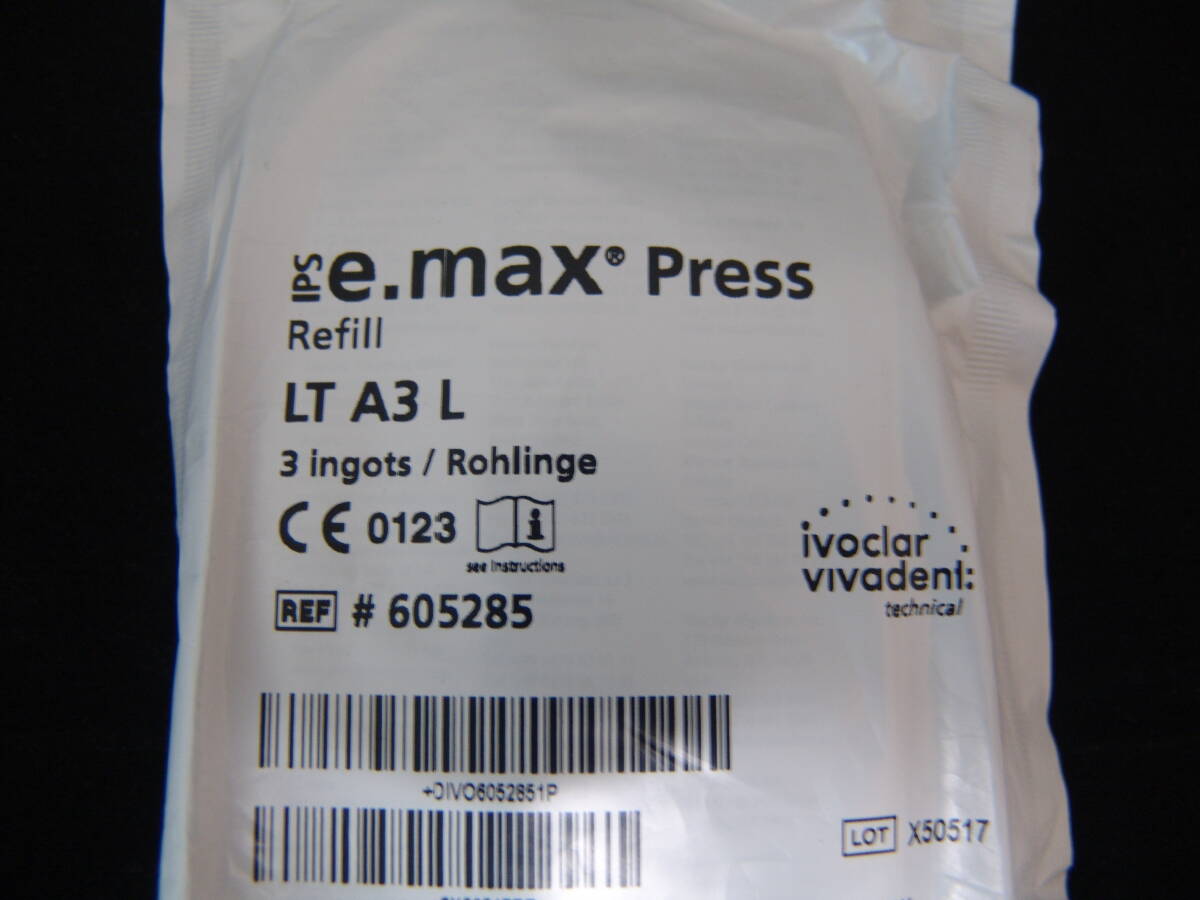 IPS e.max® Press
Refill
LT A3 L
3 ingots / Rohlinge
CE 0123
see instructions
REF # 605285
ivoclar
vivadent:
technical
+DIVO6052851P
LOT X50517